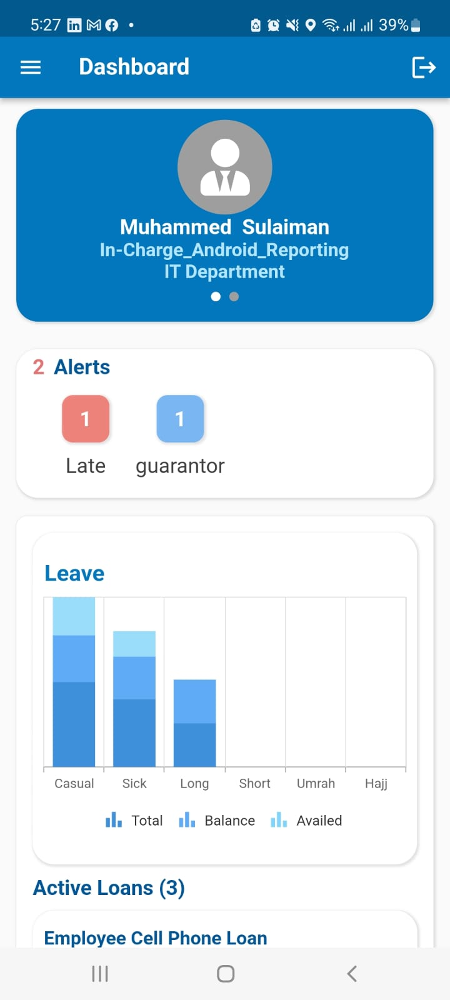 5:27 39%
Dashboard
Muhammed Sulaiman
In-Charge_Android_Reporting
IT Department
2 Alerts
1 1
Late guarantor
Leave
Casual Sick Long Short Umrah Hajj
Total Balance Availed
Active Loans (3)
Employee Cell Phone Loan